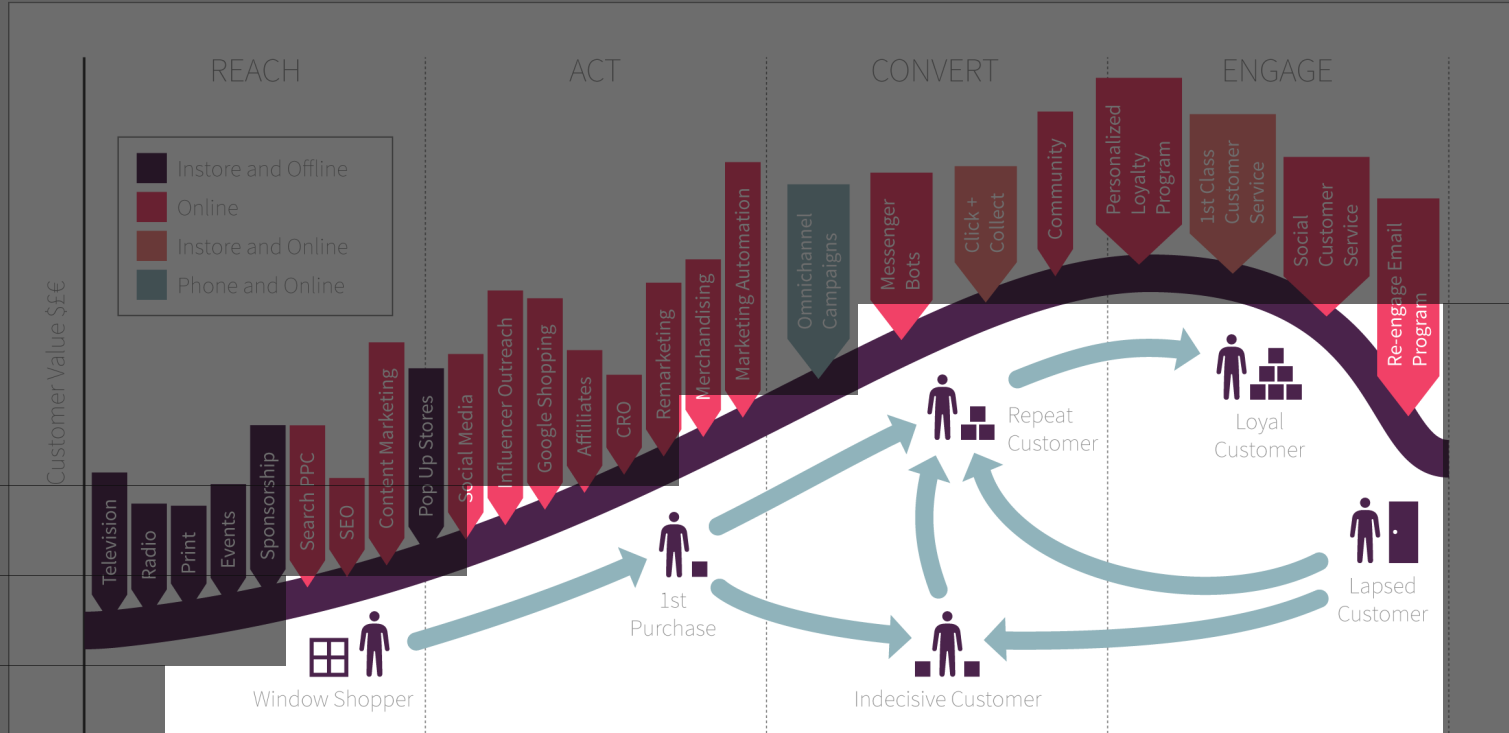 REACH
ACT
CONVERT
ENGAGE
Instore and Offline
Online
Instore and Online
Phone and Online
Customer Value $£€
Television
Radio
Print
Events
Sponsorship
Search PPC
SEO
Content Marketing
Pop Up Stores
Social Media
Influencer Outreach
Google Shopping
Affliliates
CRO
Remarketing
Merchandising
Marketing Automation
Omnichannel
Campaigns
Messenger
Bots
Click +
Collect
Community
Personalized
Loyalty
Program
1st Class
Customer
Service
Social
Customer
Service
Re-engage Email
Program
Window Shopper
1st
Purchase
Repeat
Customer
Indecisive Customer
Loyal
Customer
Lapsed
Customer